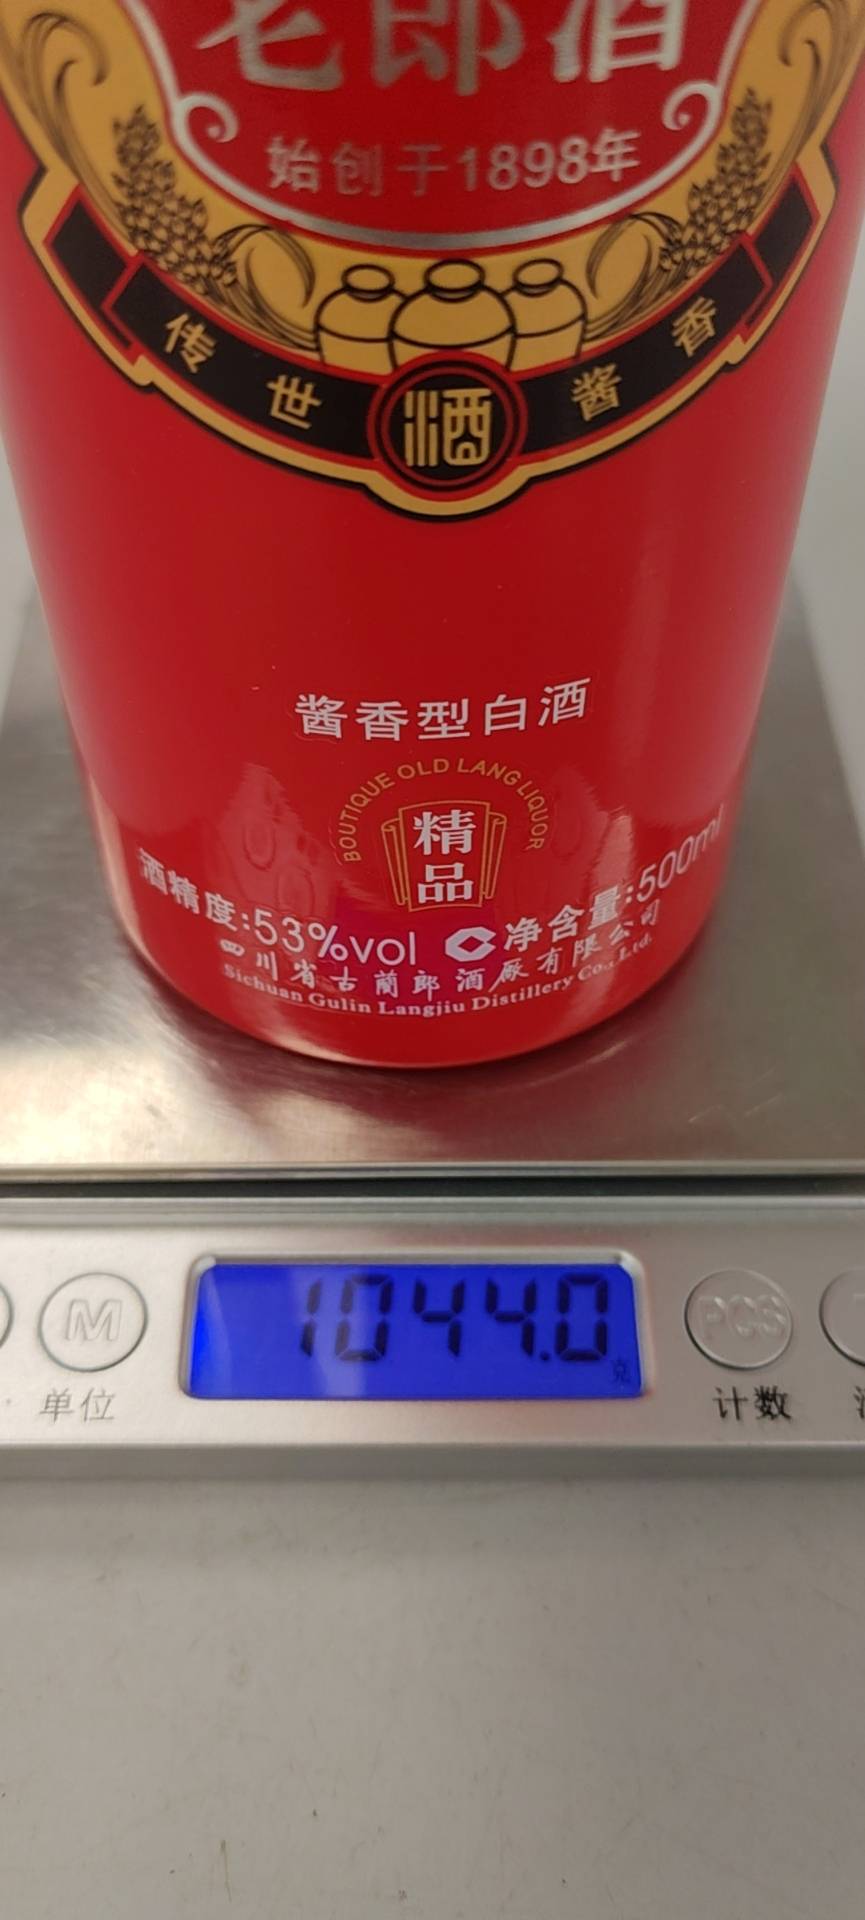 老郎酒
始创于1898年
传世酒酱香
酱香型白酒
BOUTIQUE OLD LANG LIQUOR
精品
酒精度:53%vol 净含量:500ml
四川省古蔺郎酒厰有限公司
Sichuan Gulin Langjiu Distillery Co., Ltd.
1044.0
克
M
PCS
单位
计数